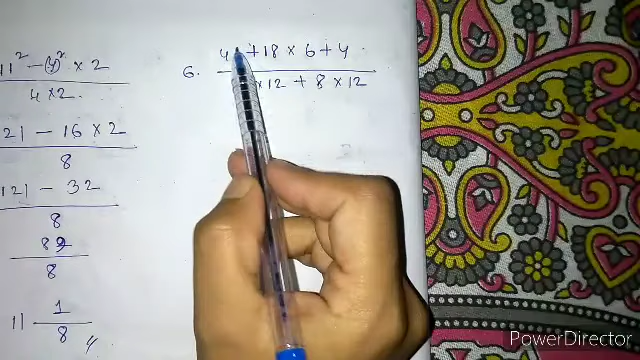 11² - 4² × 2
4 × 2
121 - 16 × 2
8
121 - 32
8
89
8
11 1
8
6. 4 + 18 × 6 + 4
× 12 + 8 × 12
PowerDirector